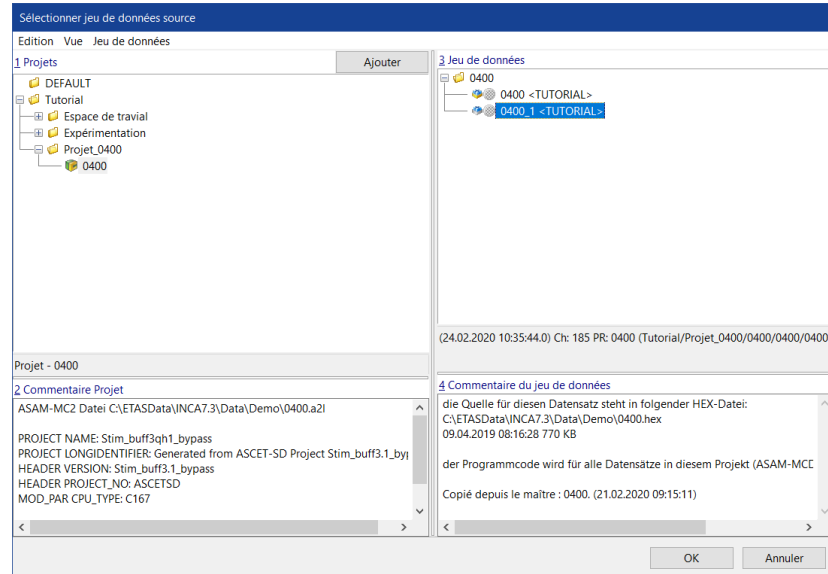 Sélectionner jeu de données source
Edition Vue Jeu de données
1 Projets
Ajouter
DEFAULT
Tutorial
Espace de travial
Expérimentation
Projet_0400
0400
Projet - 0400
2 Commentaire Projet
ASAM-MC2 Datei C:\ETASData\INCA7.3\Data\Demo\0400.a2l
PROJECT NAME: Stim_buff3qh1_bypass
PROJECT LONGIDENTIFIER: Generated from ASCET-SD Project Stim_buff3.1_byp
HEADER VERSION: Stim_buff3.1_bypass
HEADER PROJECT_NO: ASCETSD
MOD_PAR CPU_TYPE: C167
3 Jeu de données
0400
0400 <TUTORIAL>
0400_1 <TUTORIAL>
(24.02.2020 10:35:44.0) Ch: 185 PR: 0400 (Tutorial/Projet_0400/0400/0400/0400
4 Commentaire du jeu de données
die Quelle für diesen Datensatz steht in folgender HEX-Datei:
C:\ETASData\INCA7.3\Data\Demo\0400.hex
09.04.2019 08:16:28 770 KB
der Programmcode wird für alle Datensätze in diesem Projekt (ASAM-MCD
Copié depuis le maître : 0400. (21.02.2020 09:15:11)
OK
Annuler